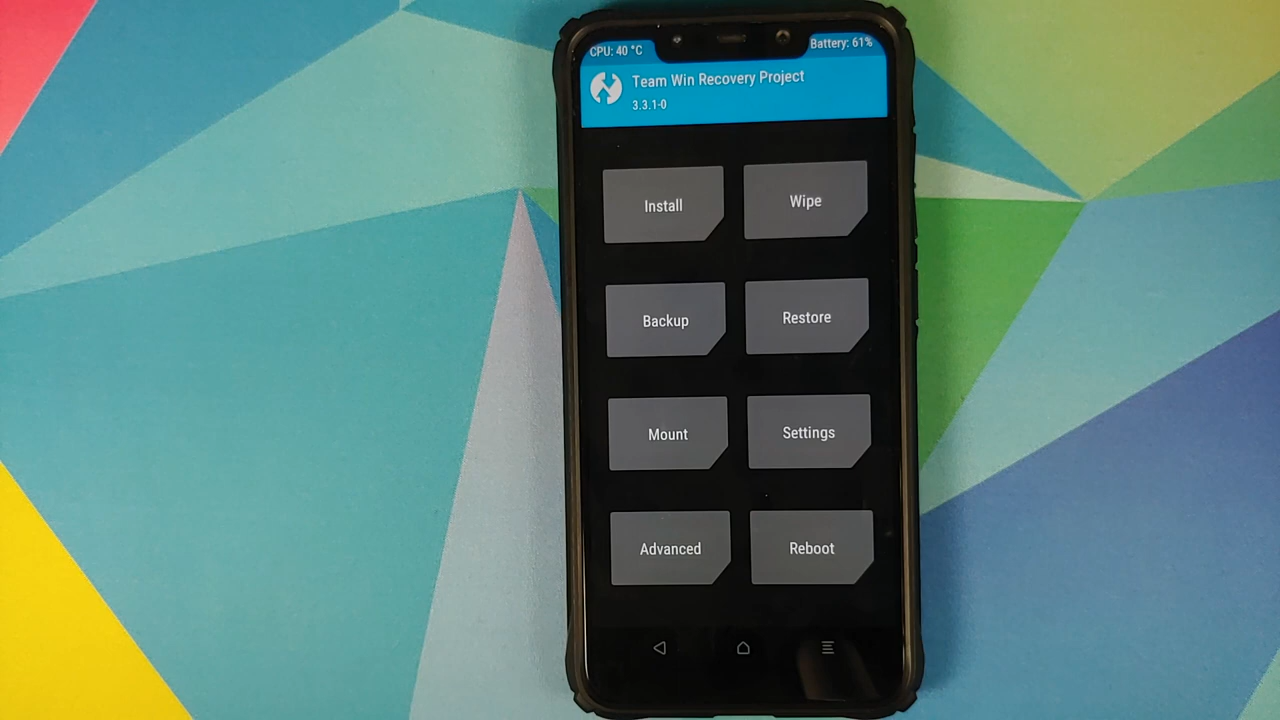 CPU: 40 °C
Battery: 61%
Team Win Recovery Project
3.3.1-0
Install
Wipe
Backup
Restore
Mount
Settings
Advanced
Reboot